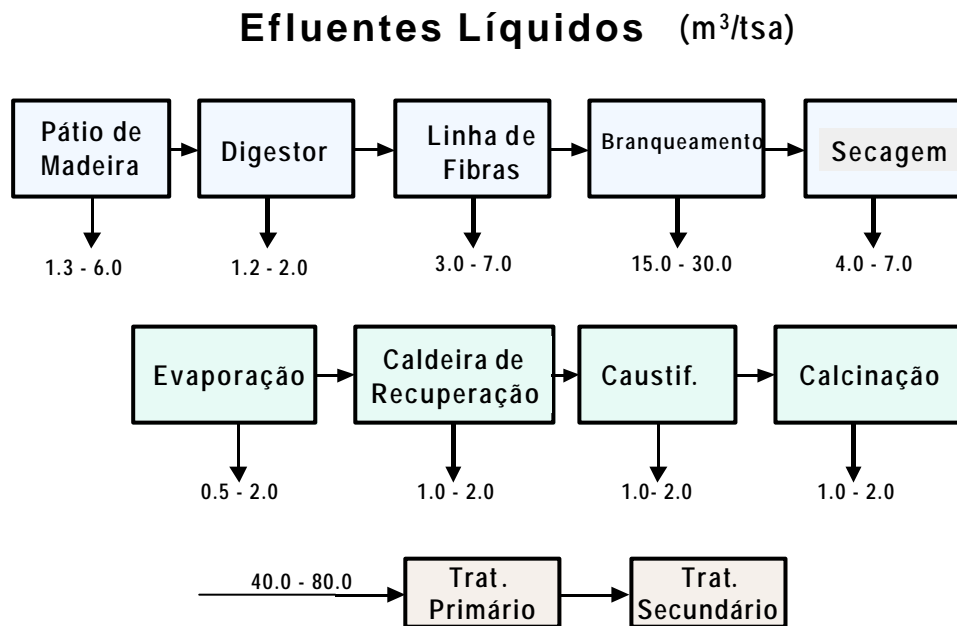 Efluentes Líquidos (m³/tsa)
Pátio de
Madeira
Digestor
Linha de
Fibras
Branqueamento
Secagem
1.3 - 6.0
1.2 - 2.0
3.0 - 7.0
15.0 - 30.0
4.0 - 7.0
Evaporação
Caldeira de
Recuperação
Caustif.
Calcinação
0.5 - 2.0
1.0 - 2.0
1.0- 2.0
1.0 - 2.0
40.0 - 80.0
Trat.
Primário
Trat.
Secundário